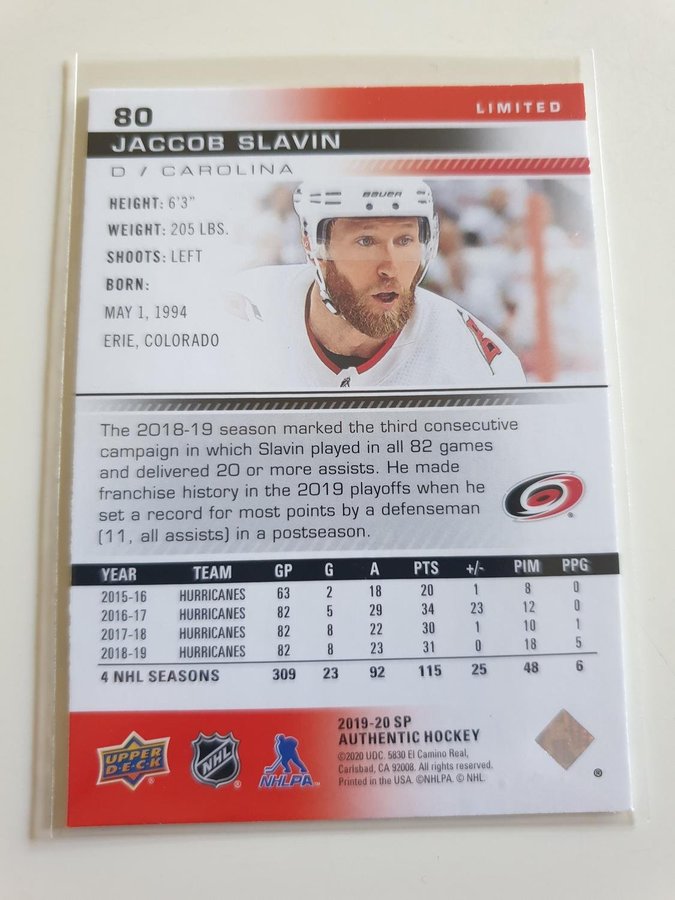 80
LIMITED
JACCOB SLAVIN
D / CAROLINA
HEIGHT: 6'3"
WEIGHT: 205 LBS.
SHOOTS: LEFT
BORN:
MAY 1, 1994
ERIE, COLORADO
BAUER
The 2018-19 season marked the third consecutive
campaign in which Slavin played in all 82 games
and delivered 20 or more assists. He made
franchise history in the 2019 playoffs when he
set a record for most points by a defenseman
(11, all assists) in a postseason.
®
YEAR TEAM GP G A PTS +/- PIM PPG
2015-16 HURRICANES 63 2 18 20 1 8 0
2016-17 HURRICANES 82 5 29 34 23 12 0
2017-18 HURRICANES 82 8 22 30 1 10 1
2018-19 HURRICANES 82 8 23 31 0 18 5
4 NHL SEASONS 309 23 92 115 25 48 6
UPPER
DECK
NHL
®
NHLPA
2019-20 SP
AUTHENTIC HOCKEY
©2020 UDC. 5830 El Camino Real,
Carlsbad, CA 92008. All rights reserved.
Printed in the USA. ©NHLPA. © NHL.
®